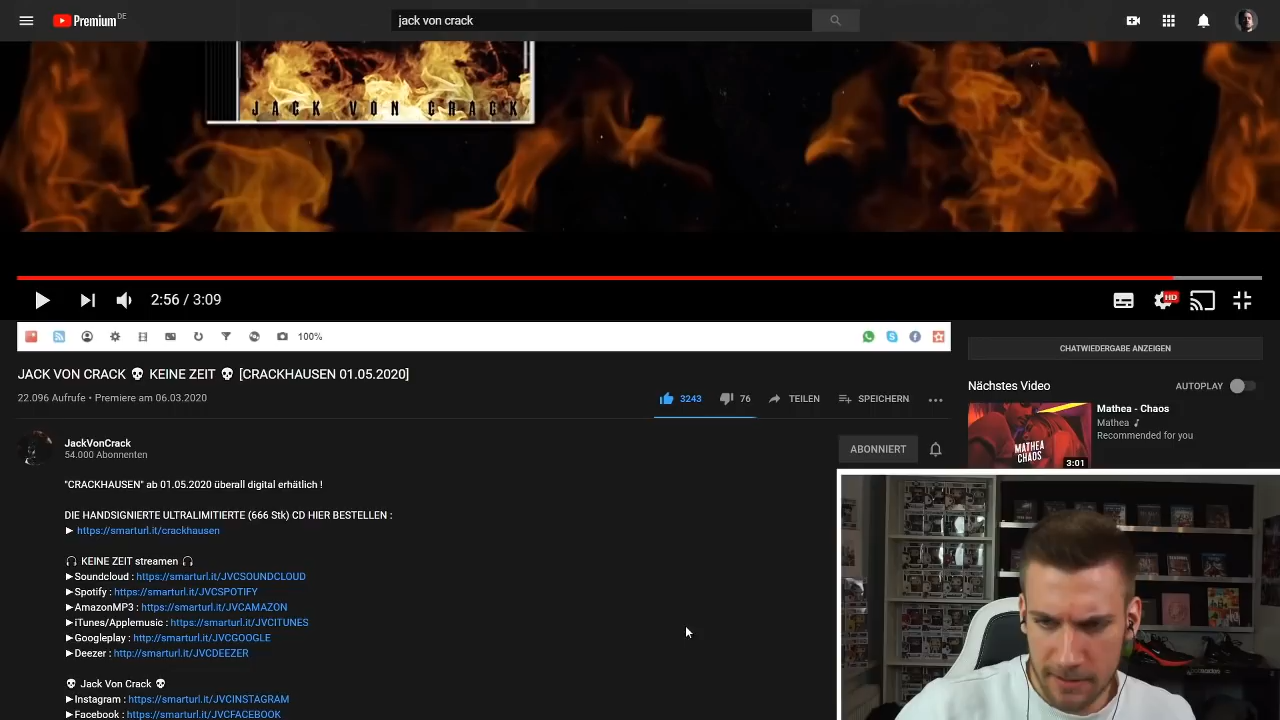 Premium DE
jack von crack
JACK VON CRACK
2:56 / 3:09
HD
100%
CHATWIEDERGABE ANZEIGEN
JACK VON CRACK 💀 KEINE ZEIT 💀 [CRACKHAUSEN 01.05.2020]
22.096 Aufrufe • Premiere am 06.03.2020
3243
76
TEILEN
SPEICHERN
Nächstes Video
AUTOPLAY
MATHEA
CHAOS
3:01
Mathea - Chaos
Mathea
Recommended for you
JackVonCrack
54.000 Abonnenten
ABONNIERT
"CRACKHAUSEN" ab 01.05.2020 überall digital erhätlich !
DIE HANDSIGNIERTE ULTRALIMITIERTE (666 Stk) CD HIER BESTELLEN :
► https://smarturl.it/crackhausen
🎧 KEINE ZEIT streamen 🎧
►Soundcloud : https://smarturl.it/JVCSOUNDCLOUD
►Spotify : https://smarturl.it/JVCSPOTIFY
►AmazonMP3 : https://smarturl.it/JVCAMAZON
►iTunes/Applemusic : https://smarturl.it/JVCITUNES
►Googleplay : http://smarturl.it/JVCGOOGLE
►Deezer : http://smarturl.it/JVCDEEZER
💀 Jack Von Crack 💀
►Instagram : https://smarturl.it/JVCINSTAGRAM
►Facebook : https://smarturl.it/JVCFACEBOOK